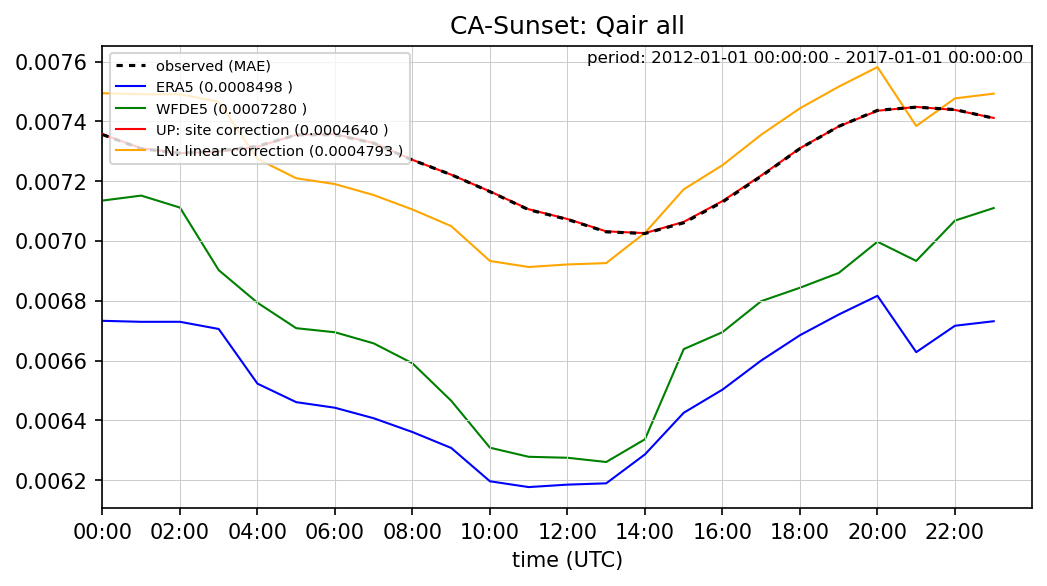 CA-Sunset: Qair all
period: 2012-01-01 00:00:00 - 2017-01-01 00:00:00
observed (MAE)
ERA5 (0.0008498 )
WFDE5 (0.0007280 )
UP: site correction (0.0004640 )
LN: linear correction (0.0004793 )
0.0076
0.0074
0.0072
0.0070
0.0068
0.0066
0.0064
0.0062
00:00 02:00 04:00 06:00 08:00 10:00 12:00 14:00 16:00 18:00 20:00 22:00
time (UTC)